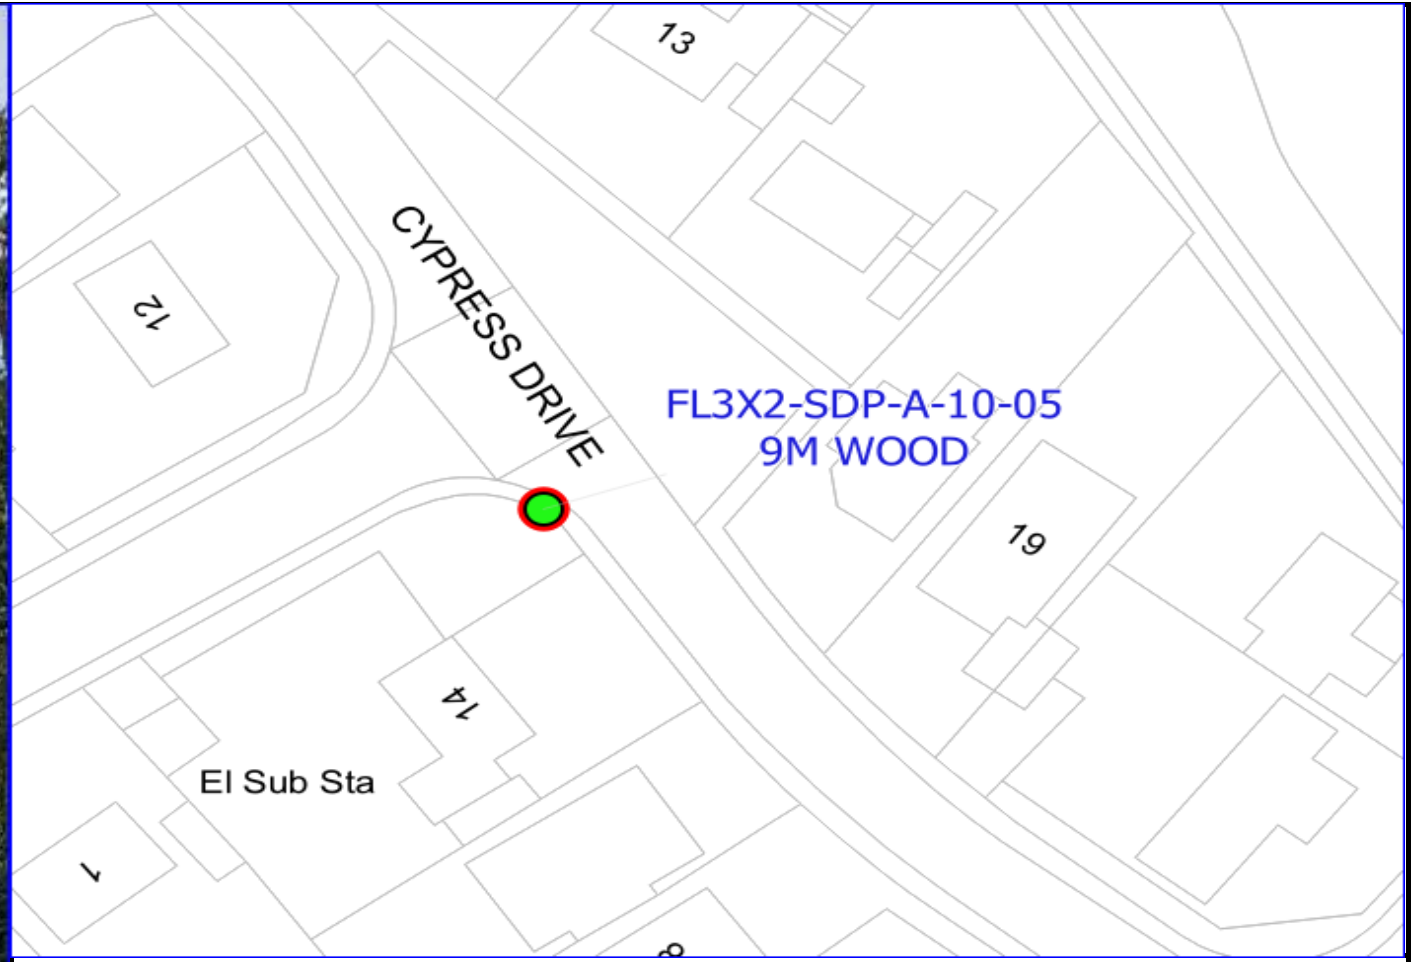 13
CYPRESS DRIVE
12
FL3X2-SDP-A-10-05
9M WOOD
19
14
El Sub Sta
1